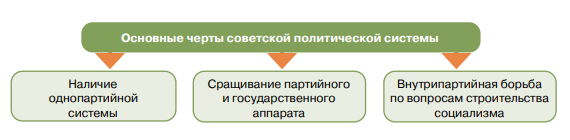 Основные черты советской политической системы
Наличие
однопартийной
системы
Сращивание партийного
и государственного
аппарата
Внутрипартийная борьба
по вопросам строительства
социализма